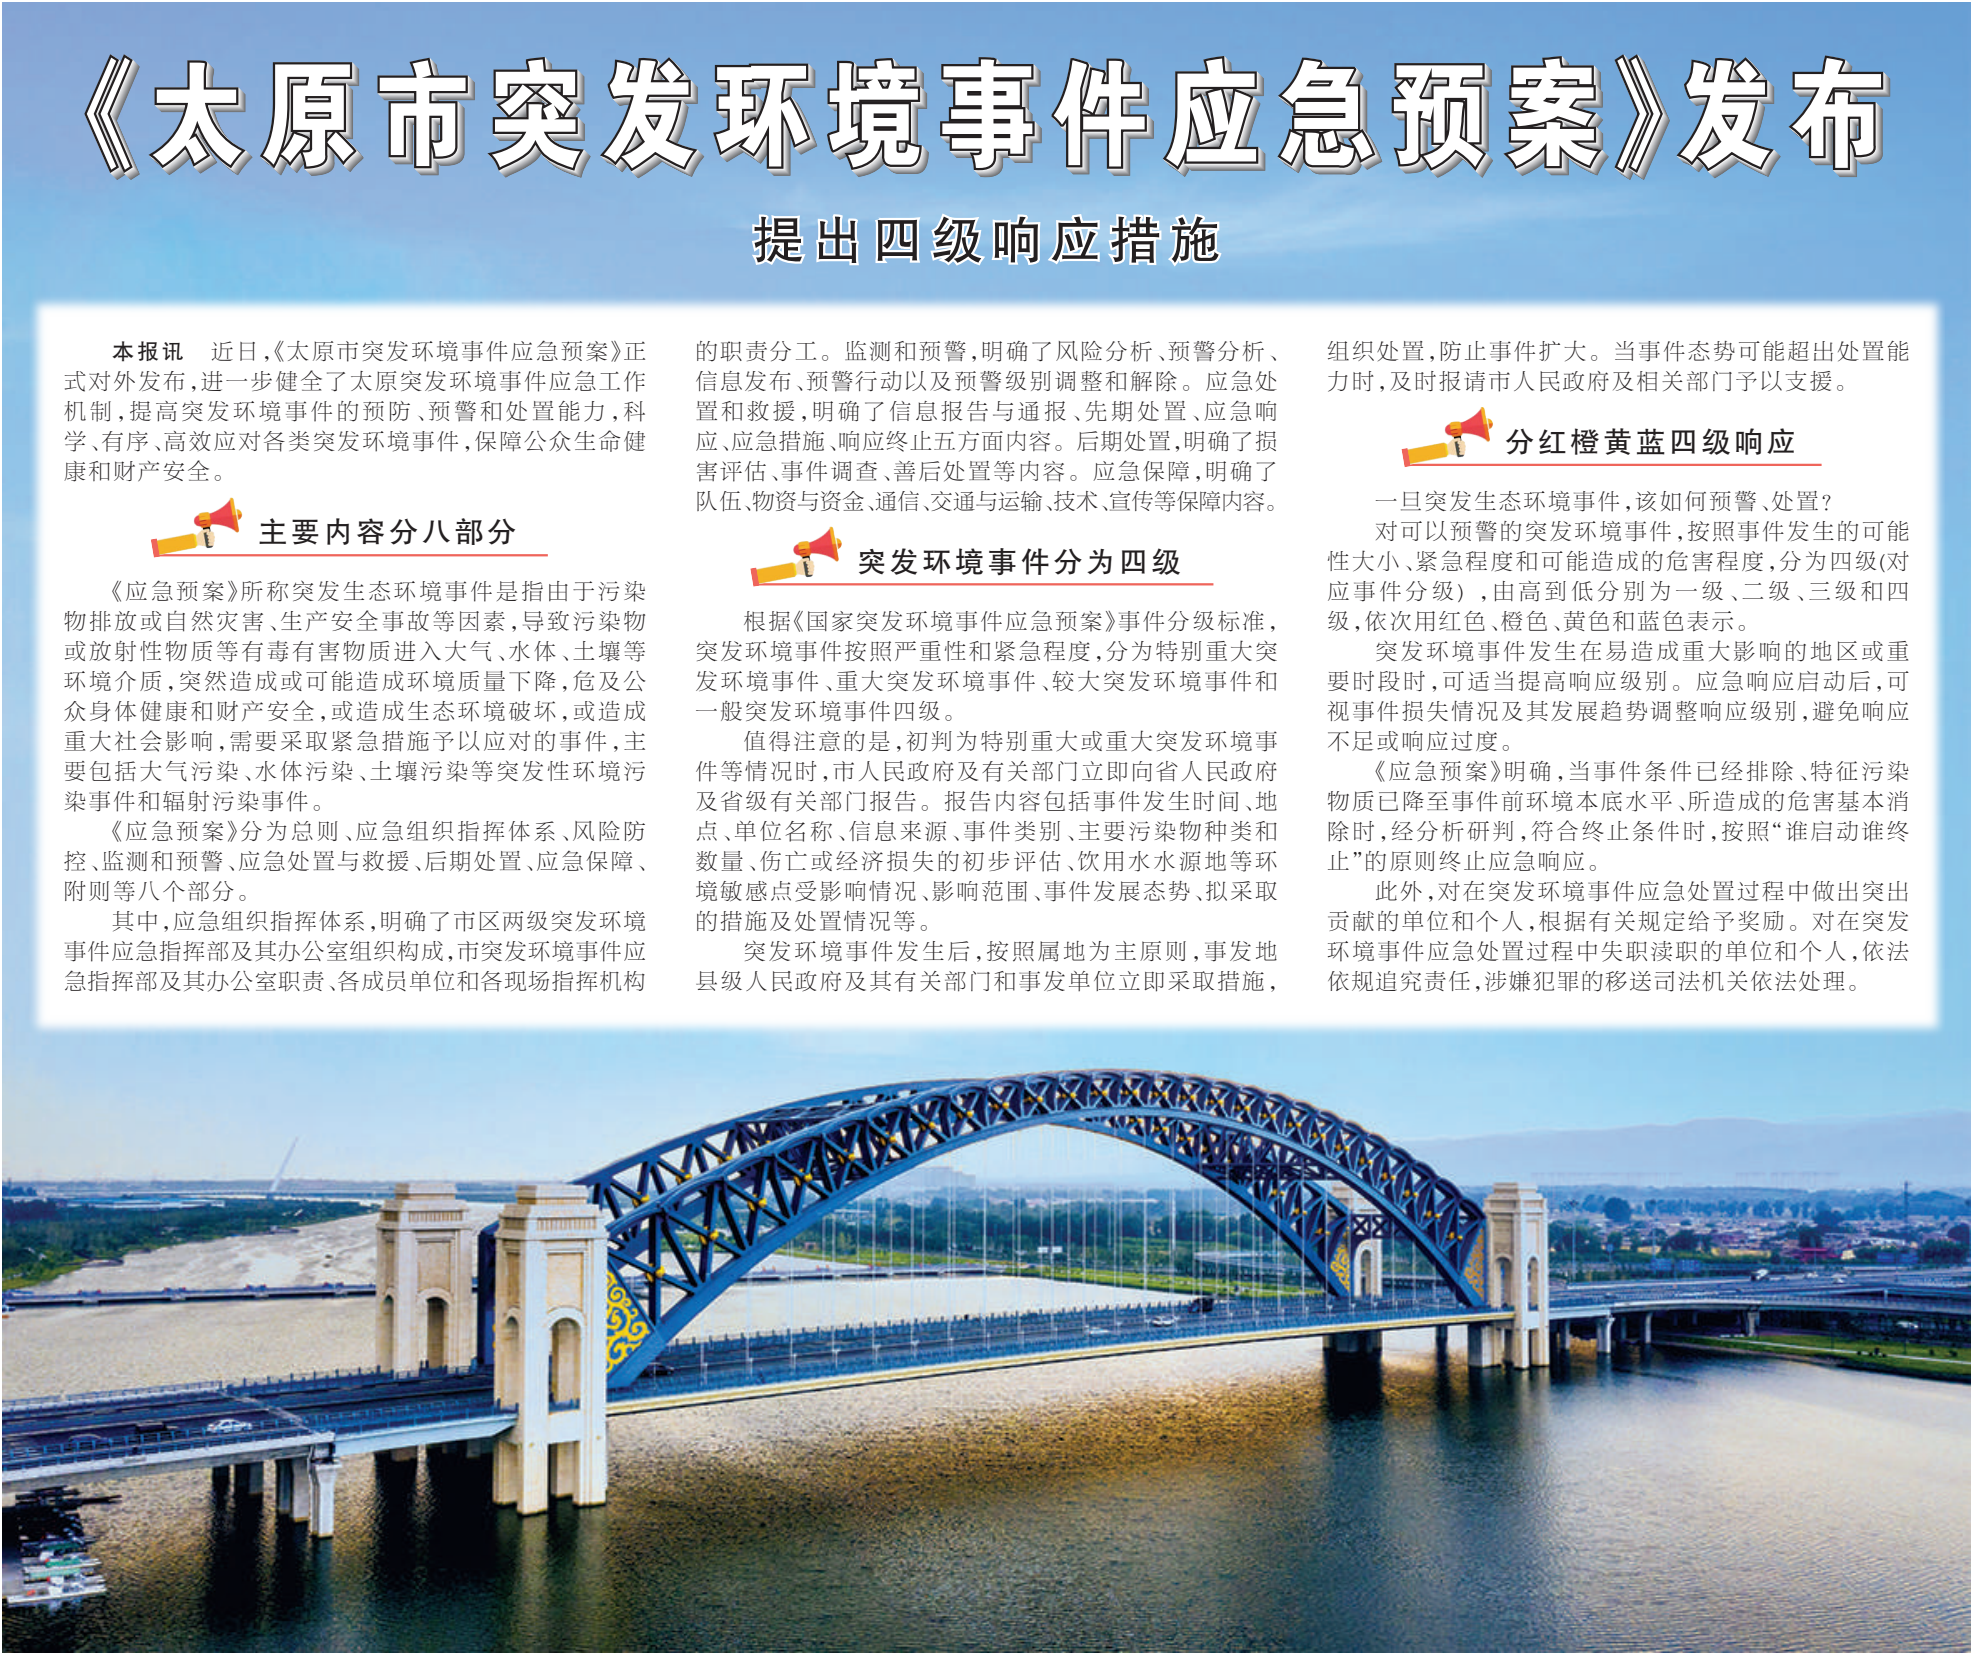 《太原市突发环境事件应急预案》发布
提出四级响应措施
本报讯　近日，《太原市突发环境事件应急预案》正
式对外发布，进一步健全了太原突发环境事件应急工作
机制，提高突发环境事件的预防、预警和处置能力，科
学、有序、高效应对各类突发环境事件，保障公众生命健
康和财产安全。
主要内容分八部分
《应急预案》所称突发生态环境事件是指由于污染
物排放或自然灾害、生产安全事故等因素，导致污染物
或放射性物质等有毒有害物质进入大气、水体、土壤等
环境介质，突然造成或可能造成环境质量下降，危及公
众身体健康和财产安全，或造成生态环境破坏，或造成
重大社会影响，需要采取紧急措施予以应对的事件，主
要包括大气污染、水体污染、土壤污染等突发性环境污
染事件和辐射污染事件。
《应急预案》分为总则、应急组织指挥体系、风险防
控、监测和预警、应急处置与救援、后期处置、应急保障、
附则等八个部分。
其中，应急组织指挥体系，明确了市区两级突发环境
事件应急指挥部及其办公室组织构成，市突发环境事件应
急指挥部及其办公室职责、各成员单位和各现场指挥机构
的职责分工。监测和预警，明确了风险分析、预警分析、
信息发布、预警行动以及预警级别调整和解除。应急处
置和救援，明确了信息报告与通报、先期处置、应急响
应、应急措施、响应终止五方面内容。后期处置，明确了损
害评估、事件调查、善后处置等内容。应急保障，明确了
队伍、物资与资金、通信、交通与运输、技术、宣传等保障内容。
突发环境事件分为四级
根据《国家突发环境事件应急预案》事件分级标准，
突发环境事件按照严重性和紧急程度，分为特别重大突
发环境事件、重大突发环境事件、较大突发环境事件和
一般突发环境事件四级。
值得注意的是，初判为特别重大或重大突发环境事
件等情况时，市人民政府及有关部门立即向省人民政府
及省级有关部门报告。报告内容包括事件发生时间、地
点、单位名称、信息来源、事件类别、主要污染物种类和
数量、伤亡或经济损失的初步评估、饮用水水源地等环
境敏感点受影响情况、影响范围、事件发展态势、拟采取
的措施及处置情况等。
突发环境事件发生后，按照属地为主原则，事发地
县级人民政府及其有关部门和事发单位立即采取措施，
组织处置，防止事件扩大。当事件态势可能超出处置能
力时，及时报请市人民政府及相关部门予以支援。
分红橙黄蓝四级响应
一旦突发生态环境事件，该如何预警、处置？
对可以预警的突发环境事件，按照事件发生的可能
性大小、紧急程度和可能造成的危害程度，分为四级(对
应事件分级)，由高到低分别为一级、二级、三级和四
级，依次用红色、橙色、黄色和蓝色表示。
突发环境事件发生在易造成重大影响的地区或重
要时段时，可适当提高响应级别。应急响应启动后，可
视事件损失情况及其发展趋势调整响应级别，避免响应
不足或响应过度。
《应急预案》明确，当事件条件已经排除、特征污染
物质已降至事件前环境本底水平、所造成的危害基本消
除时，经分析研判，符合终止条件时，按照“谁启动谁终
止”的原则终止应急响应。
此外，对在突发环境事件应急处置过程中做出突出
贡献的单位和个人，根据有关规定给予奖励。对在突发
环境事件应急处置过程中失职渎职的单位和个人，依法
依规追究责任，涉嫌犯罪的移送司法机关依法处理。